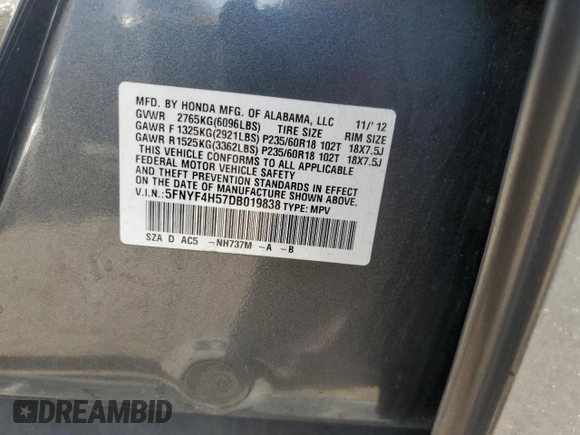 MFD. BY HONDA MFG. OF ALABAMA, LLC 11/'12
GVWR 2765KG(6096LBS) TIRE SIZE RIM SIZE
GAWR F 1325KG(2921LBS) P235/60R18 102T 18X7.5J
GAWR R 1525KG(3362LBS) P235/60R18 102T 18X7.5J
THIS VEHICLE CONFORMS TO ALL APPLICABLE
FEDERAL MOTOR VEHICLE SAFETY
AND THEFT PREVENTION STANDARDS IN EFFECT
ON THE DATE OF MANUFACTURE SHOWN ABOVE.
V.I.N.: 5FNYF4H57DB019838 TYPE: MPV
SZA D AC5 -NH737M -A -B
DREAMBID